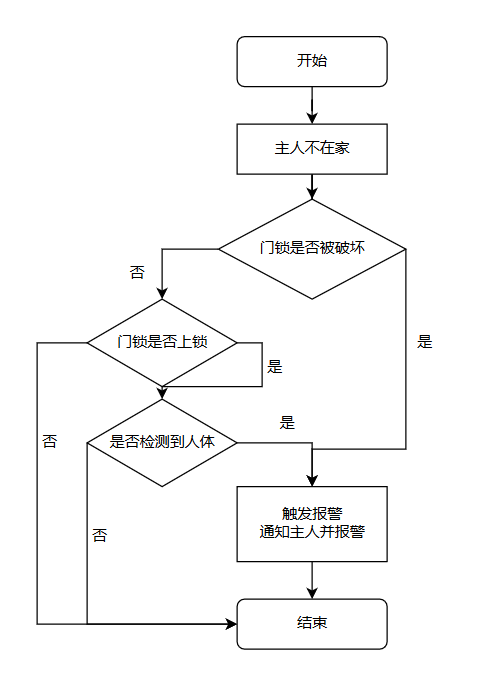 开始
主人不在家
门锁是否被破坏
否
门锁是否上锁
是
是
是
否
是否检测到人体
触发报警
通知主人并报警
否
结束